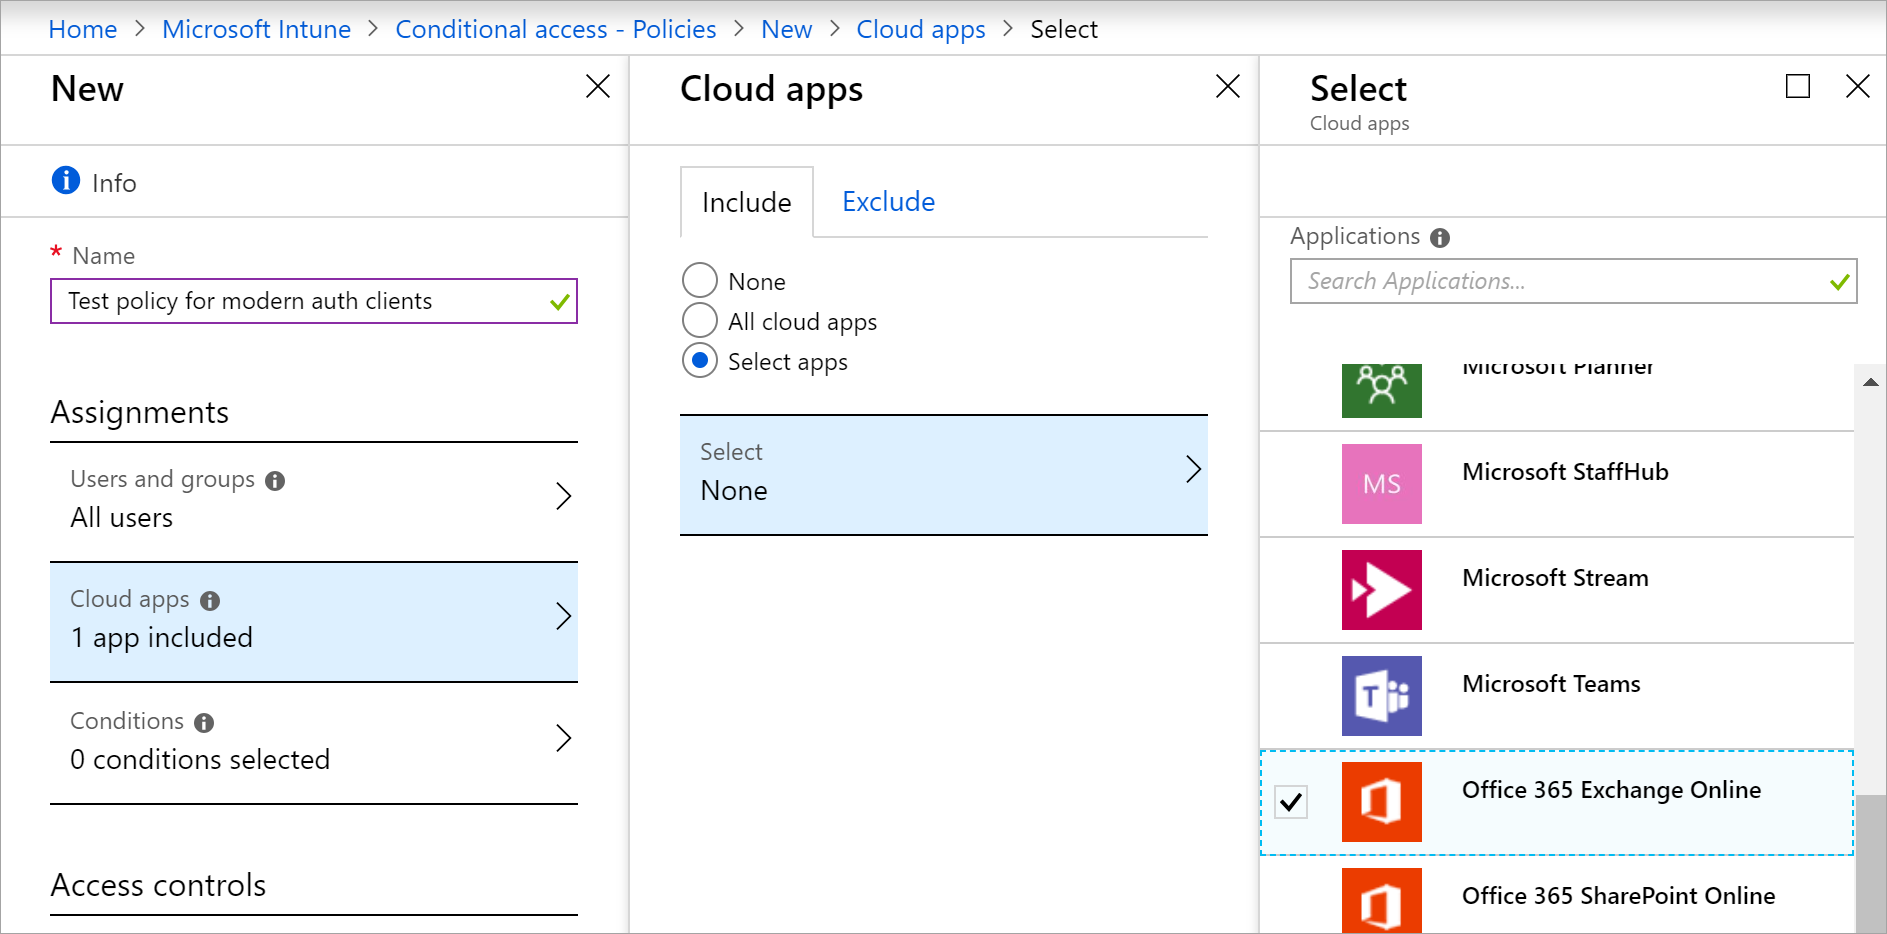 Home > Microsoft Intune > Conditional access - Policies > New > Cloud apps > Select
New
Info
* Name
Test policy for modern auth clients
Assignments
Users and groups
All users
Cloud apps
1 app included
Conditions
0 conditions selected
Access controls
Cloud apps
Include Exclude
None
All cloud apps
Select apps
Select
None
Select
Cloud apps
Applications
Search Applications...
Microsoft Planner
MS Microsoft StaffHub
Microsoft Stream
T Microsoft Teams
Office 365 Exchange Online
Office 365 SharePoint Online